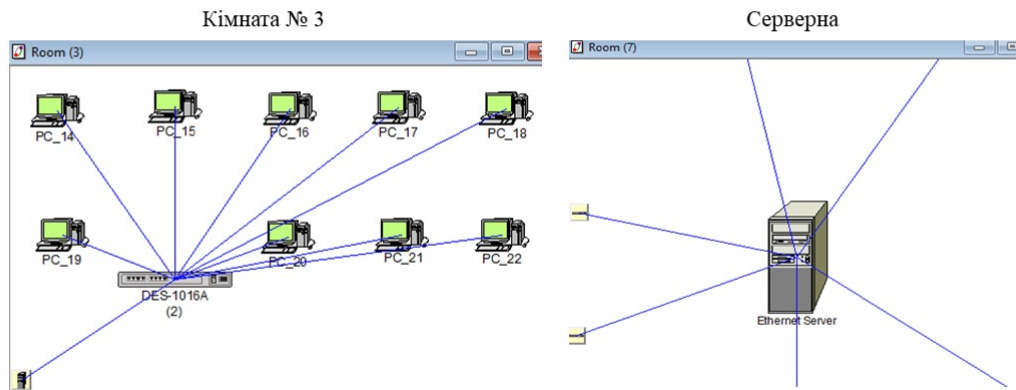 Кімната № 3
Серверна
Room (3)
Room (7)
PC_14
PC_15
PC_16
PC_17
PC_18
PC_19
PC_20
PC_21
PC_22
DES-1016A
(2)
Ethernet Server